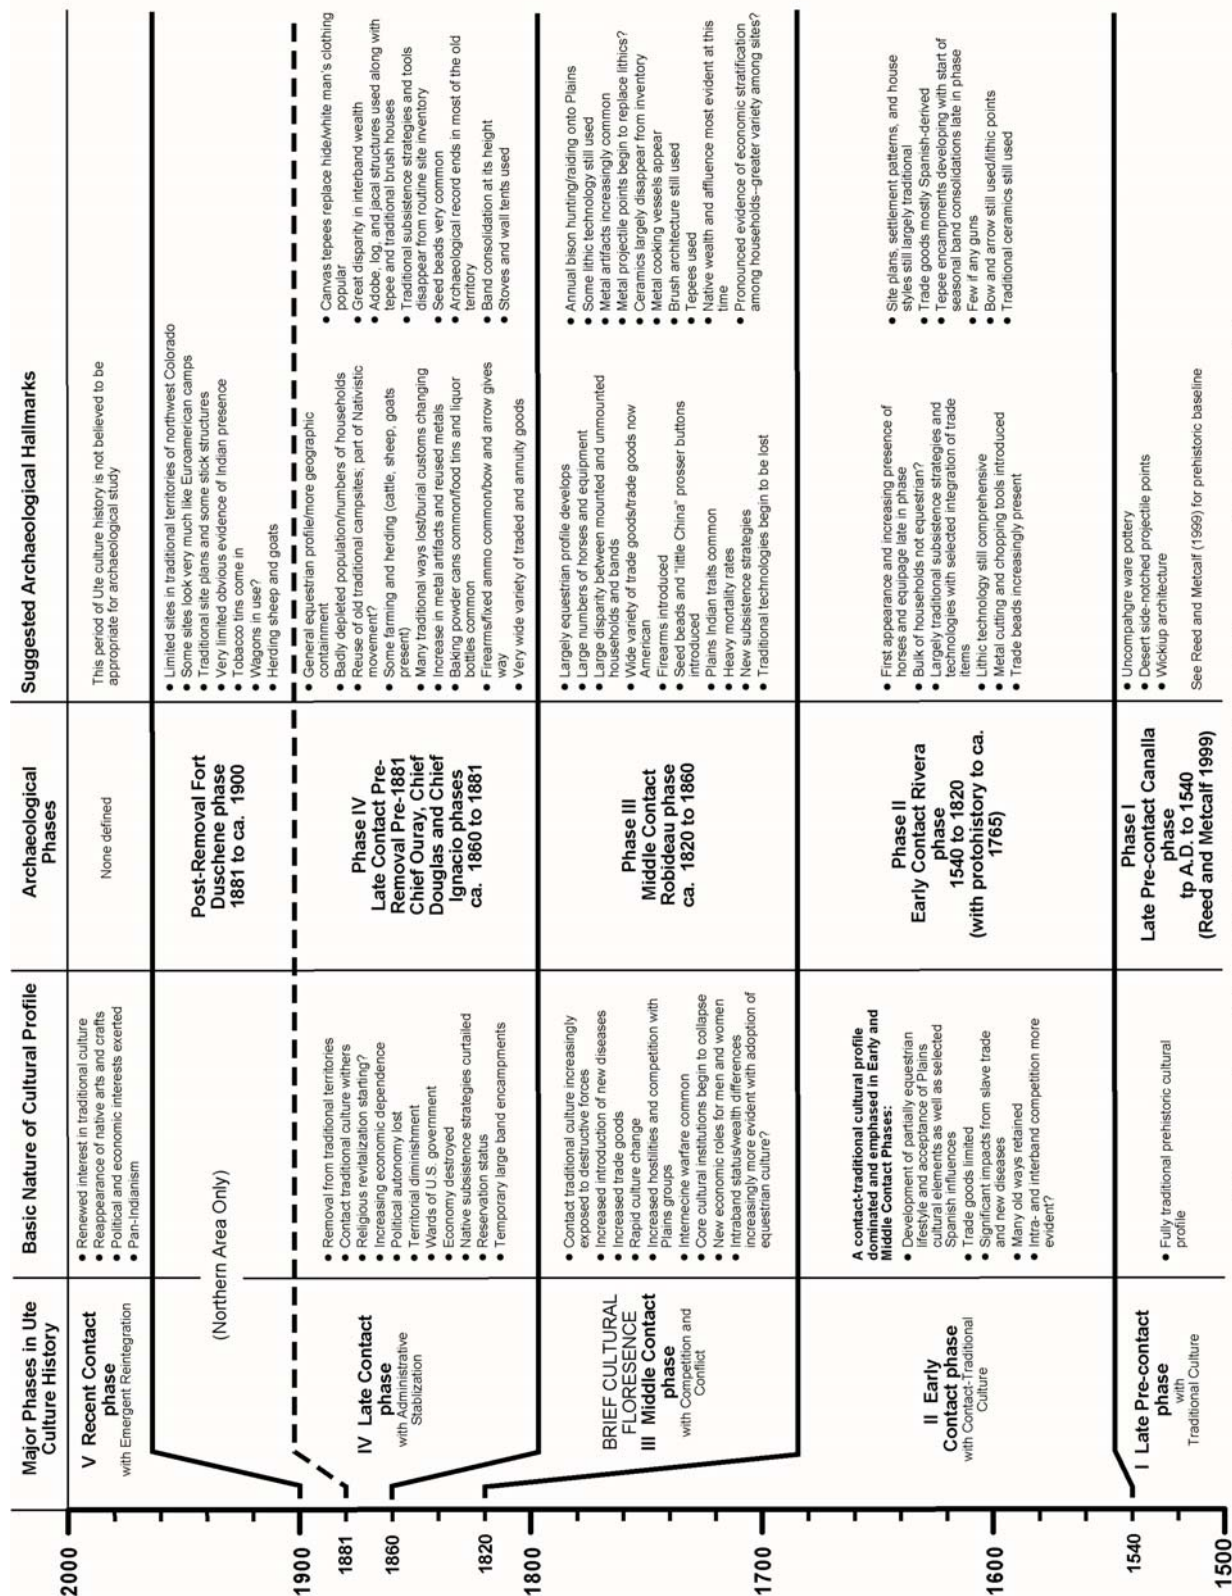 Major Phases in Ute
Culture History
Basic Nature of Cultural Profile
Archaeological
Phases
Suggested Archaeological Hallmarks
2000
V Recent Contact
phase
with Emergent Reintegration
• Renewed interest in traditional culture
• Reappearance of native arts and crafts
• Political and economic interests exerted
• Pan-Indianism
None defined
This period of Ute culture history is not believed to be
appropriate for archaeological study
(Northern Area Only)
Post-Removal Fort
Duschene phase
1881 to ca. 1900
• Limited sites in traditional territories of northwest Colorado
• Some sites look very much like Euroamerican camps
• Traditional site plans and some stick structures
• Very limited obvious evidence of Indian presence
• Tobacco tins come in
• Wagons in use?
• Herding sheep and goats
1900
1881
1860
IV Late Contact
phase
with Administrative
Stablization
• Removal from traditional territories
• Contact traditional culture withers
• Religious revitalization starting?
• Increasing economic dependence
• Political autonomy lost
• Territorial diminishment
• Wards of U.S. government
• Economy destroyed
• Native subsistence strategies curtailed
• Reservation status
• Temporary large band encampments
Phase IV
Late Contact Pre-
Removal Pre-1881
Chief Ouray, Chief
Douglas and Chief
Ignacio phases
ca. 1860 to 1881
• General equestrian profile/more geographic
containment
• Badly depleted population/numbers of households
• Reuse of old traditional campsites; part of Nativistic
movement?
• Some farming and herding (cattle, sheep, goats
present)
• Many traditional ways lost/burial customs changing
• Increase in metal artifacts and reused metals
• Baking powder cans common/food tins and liquor
bottles common
• Firearms/fixed ammo common/bow and arrow gives
way
• Very wide variety of traded and annuity goods
• Canvas tepees replace hide/white man's clothing
popular
• Great disparity in interband wealth
• Adobe, log, and jacal structures used along with
tepee and traditional brush houses
• Traditional subsistence strategies and tools
disappear from routine site inventory
• Seed beads very common
• Archaeological record ends in most of the old
territory
• Band consolidation at its height
• Stoves and wall tents used
1820
1800
BRIEF CULTURAL
FLORESENCE
III Middle Contact
phase
with Competition and
Conflict
• Contact traditional culture increasingly
exposed to destructive forces
• Increased introduction of new diseases
• Increased trade goods
• Rapid culture change
• Increased hostilities and competition with
Plains groups
• Internecine warfare common
• Core cultural institutions begin to collapse
• New economic roles for men and women
• Intraband status/wealth differences
increasingly more evident with adoption of
equestrian culture?
Phase III
Middle Contact
Robideau phase
ca. 1820 to 1860
• Largely equestrian profile develops
• Large numbers of horses and equipment
• Large disparity between mounted and unmounted
households and bands
• Wide variety of trade goods/trade goods now
American
• Firearms introduced
• Seed beads and "little China" prosser buttons
introduced
• Plains Indian traits common
• Heavy mortality rates
• New subsistence strategies
• Traditional technologies begin to be lost
• Annual bison hunting/raiding onto Plains
• Some lithic technology still used
• Metal artifacts increasingly common
• Metal projectile points begin to replace lithics?
• Ceramics largely disappear from inventory
• Metal cooking vessels appear
• Brush architecture still used
• Tepees used
• Native wealth and affluence most evident at this
time
• Pronounced evidence of economic stratification
among households--greater variety among sites?
1700
II Early
Contact phase
with Contact-Traditional
Culture
A contact-traditional cultural profile
dominated and emphased in Early and
Middle Contact Phases:
• Development of partially equestrian
lifestyle and acceptance of Plains
cultural elements as well as selected
Spanish influences
• Trade goods limited
• Significant impacts from slave trade
and new diseases
• Many old ways retained
• Intra- and interband competition more
evident?
Phase II
Early Contact Rivera
phase
1540 to 1820
(with protohistory to ca.
1765)
• First appearance and increasing presence of
horses and equipage late in phase
• Bulk of households not equestrian?
• Largely traditional subsistence strategies and
technologies with selected integration of trade
items
• Lithic technology still comprehensive
• Metal cutting and chopping tools introduced
• Trade beads increasingly present
• Site plans, settlement patterns, and house
styles still largely traditional
• Trade goods mostly Spanish-derived
• Tepee encampments developing with start of
seasonal band consolidations late in phase
• Few if any guns
• Bow and arrow still used/lithic points
• Traditional ceramics still used
1600
1540
I Late Pre-contact
phase
with
Traditional Culture
• Fully traditional prehistoric cultural
profile
Phase I
Late Pre-contact Canalla
phase
tp A.D. to 1540
(Reed and Metcalf 1999)
• Uncompahgre ware pottery
• Desert side-notched projectile points
• Wickiup architecture
See Reed and Metcalf (1999) for prehistoric baseline
1500